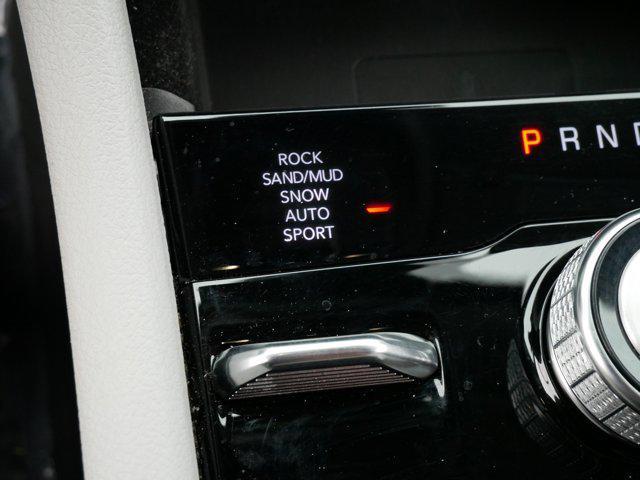 ROCK
SAND/MUD
SNOW
AUTO
SPORT
P R N D